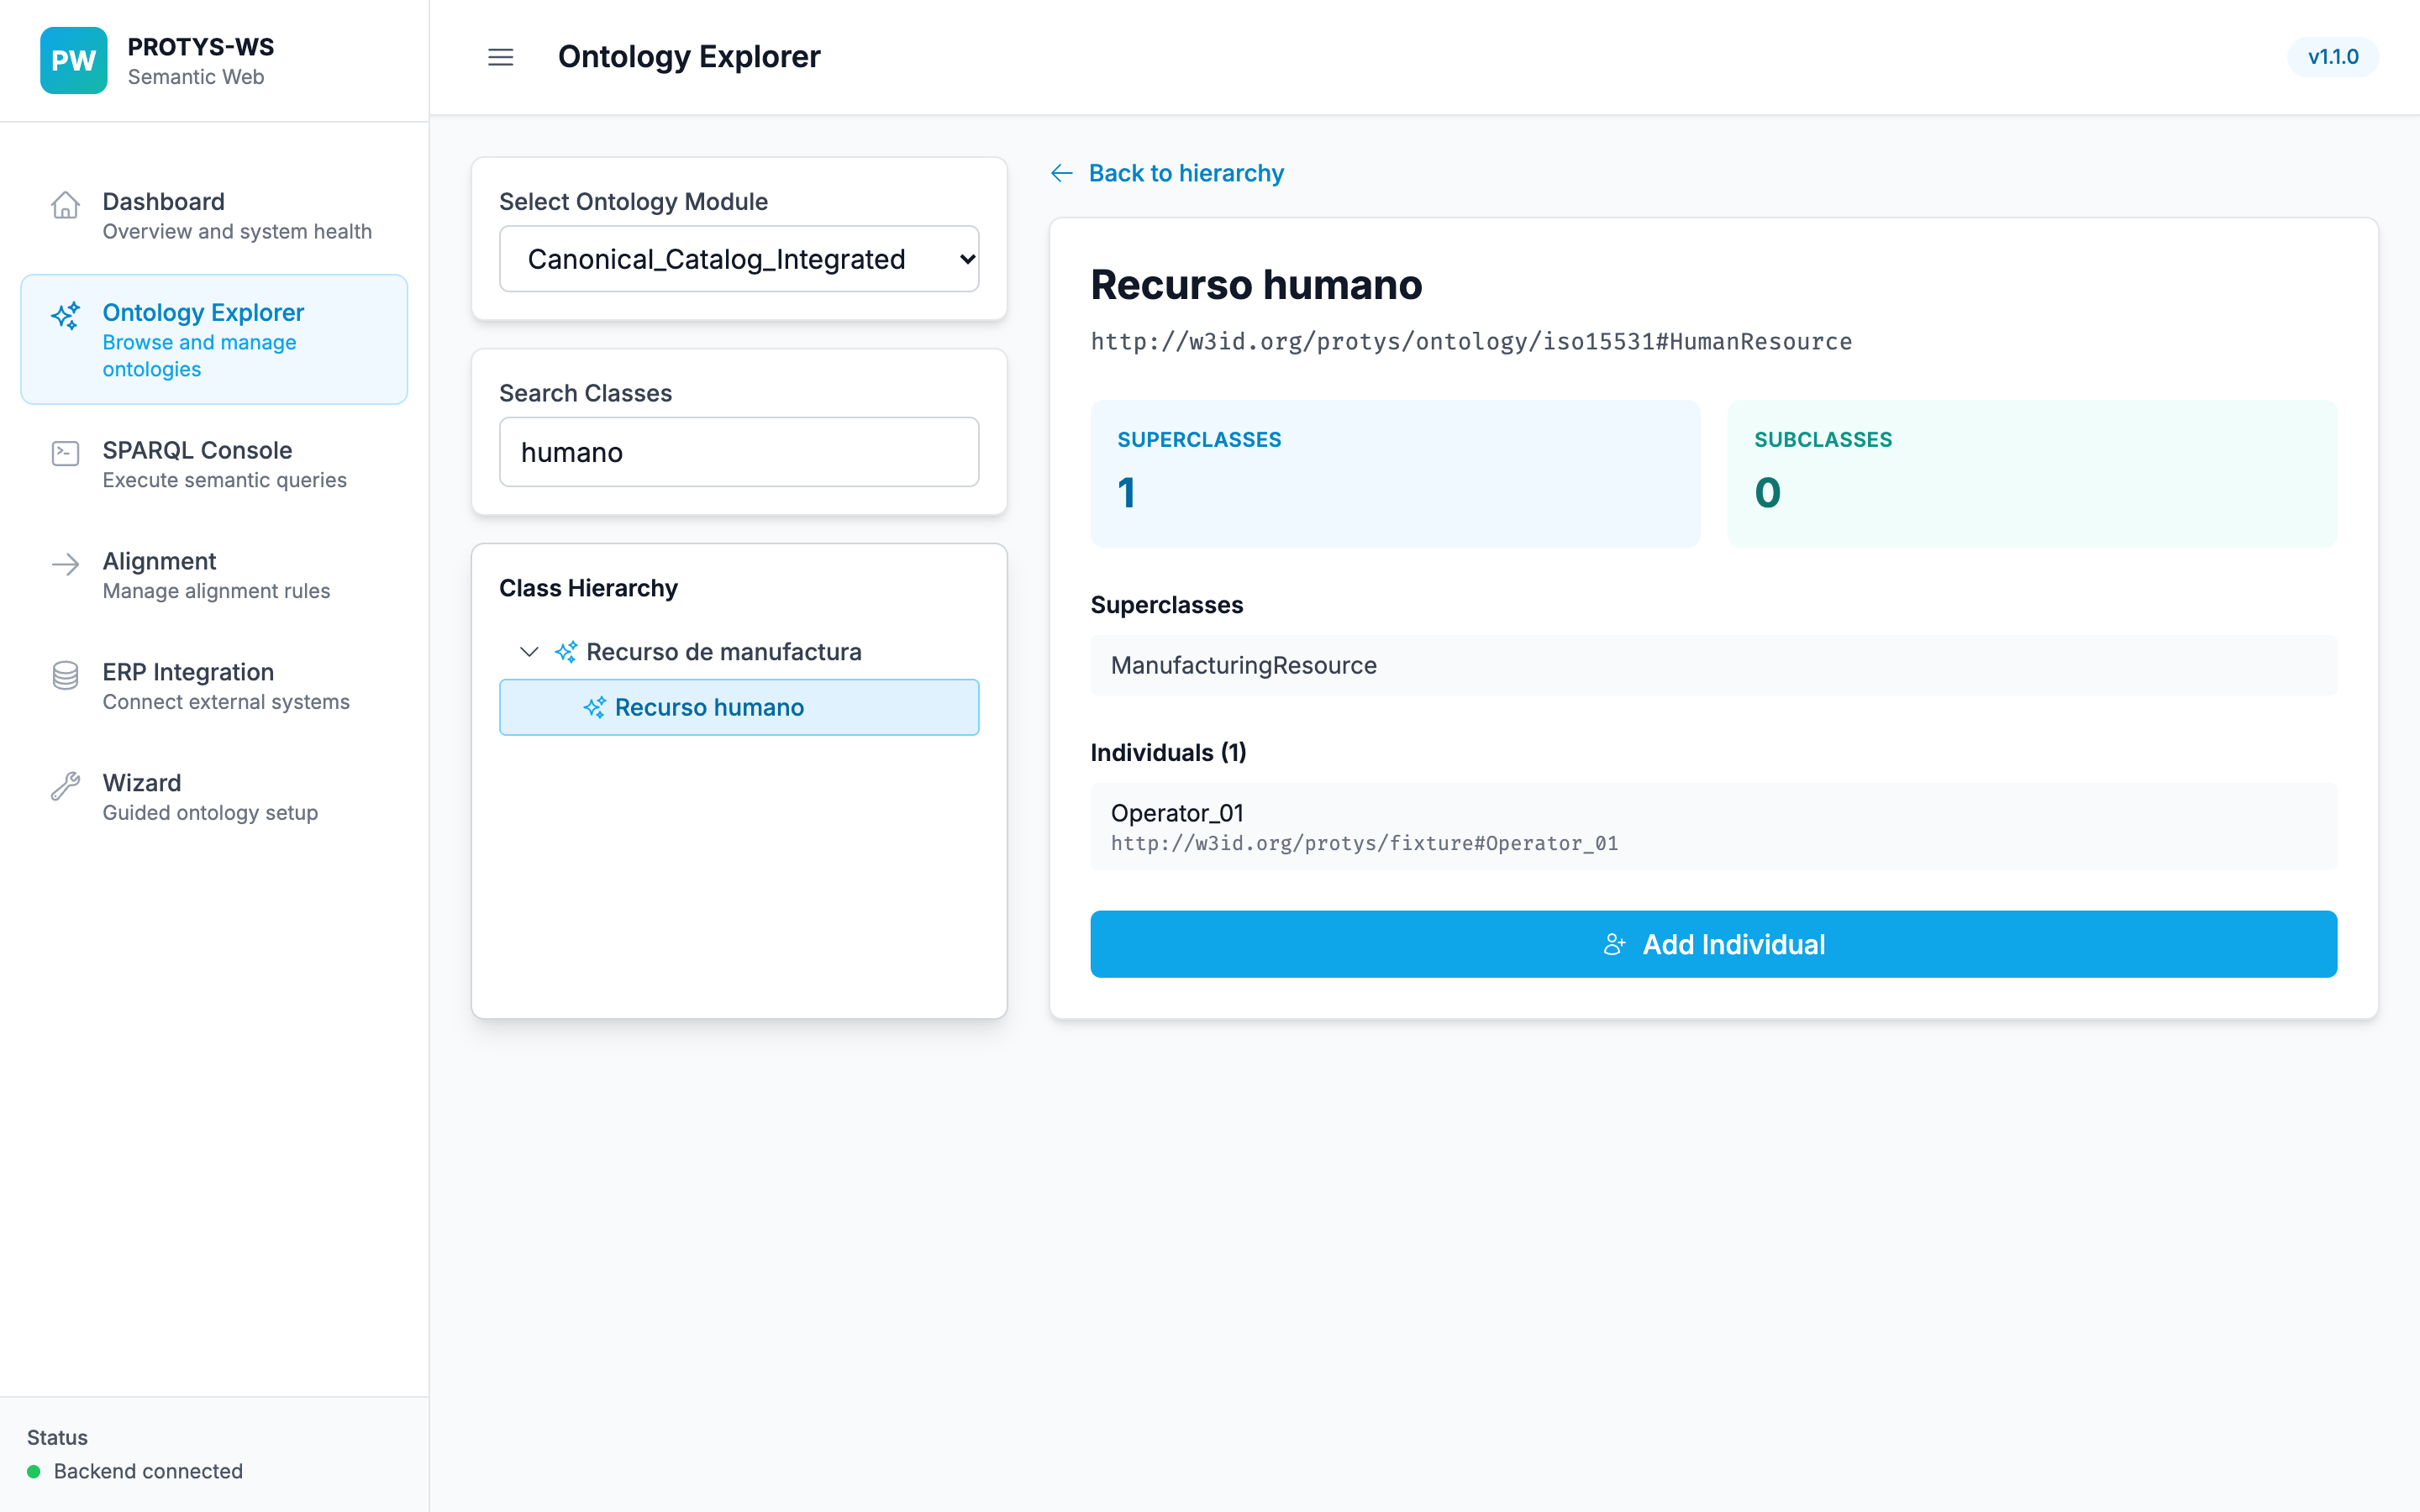 PW
PROTYS-WS
Semantic Web
Dashboard
Overview and system health
Ontology Explorer
Browse and manage
ontologies
SPARQL Console
Execute semantic queries
Alignment
Manage alignment rules
ERP Integration
Connect external systems
Wizard
Guided ontology setup
Status
Backend connected
Ontology Explorer
v1.1.0
Select Ontology Module
Canonical_Catalog_Integrated
Search Classes
humano
Class Hierarchy
Recurso de manufactura
Recurso humano
Back to hierarchy
Recurso humano
http://w3id.org/protys/ontology/iso15531#HumanResource
SUPERCLASSES
1
SUBCLASSES
0
Superclasses
ManufacturingResource
Individuals (1)
Operator_01
http://w3id.org/protys/fixture#Operator_01
Add Individual